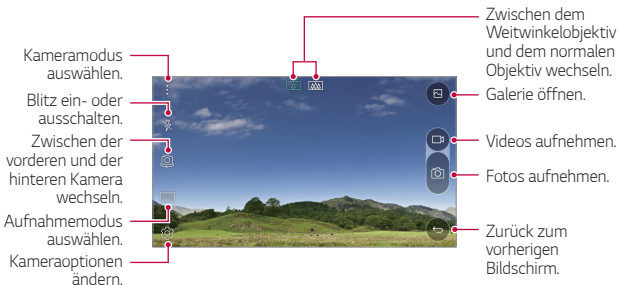 Kameramodus
auswählen.
Blitz ein- oder
ausschalten.
Zwischen der
vorderen und der
hinteren Kamera
wechseln.
Aufnahmemodus
auswählen.
Kameraoptionen
ändern.
Zwischen dem
Weitwinkelobjektiv
und dem normalen
Objektiv wechseln.
Galerie öffnen.
Videos aufnehmen.
Fotos aufnehmen.
Zurück zum
vorherigen
Bildschirm.